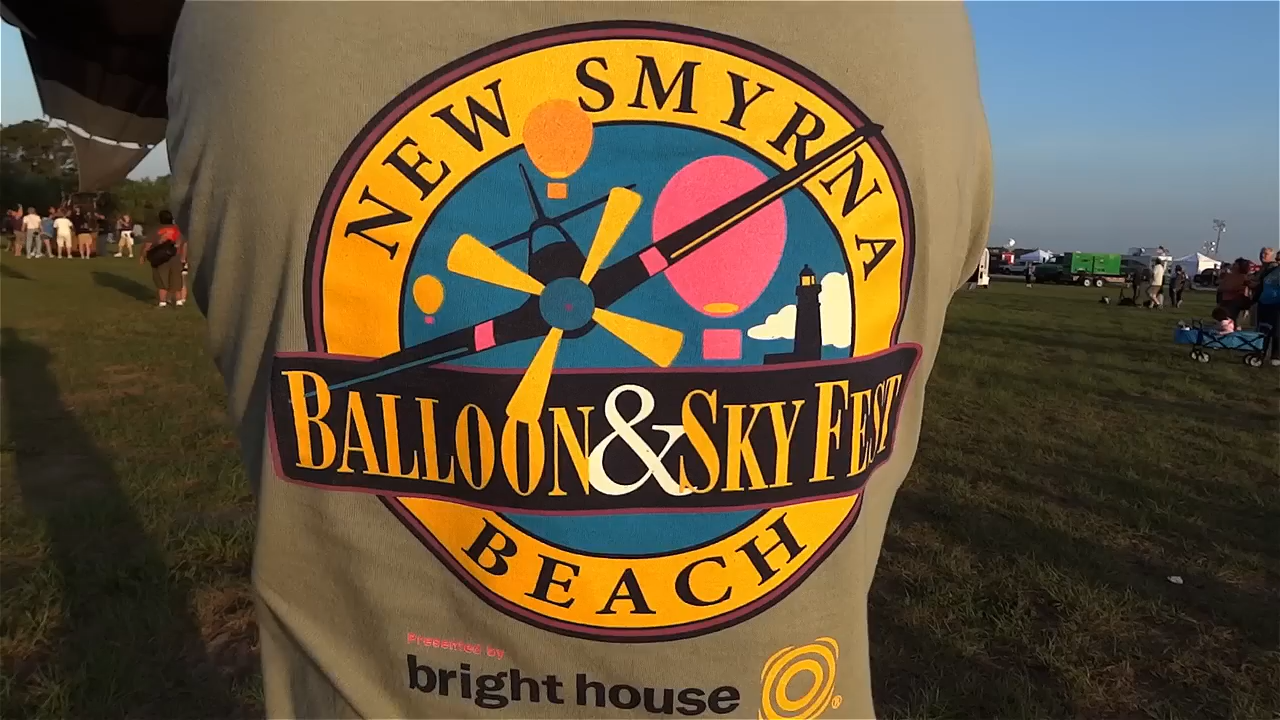 NEW SMYRNA
BALLOON & SKY FEST
BEACH
Presented by
bright house
®